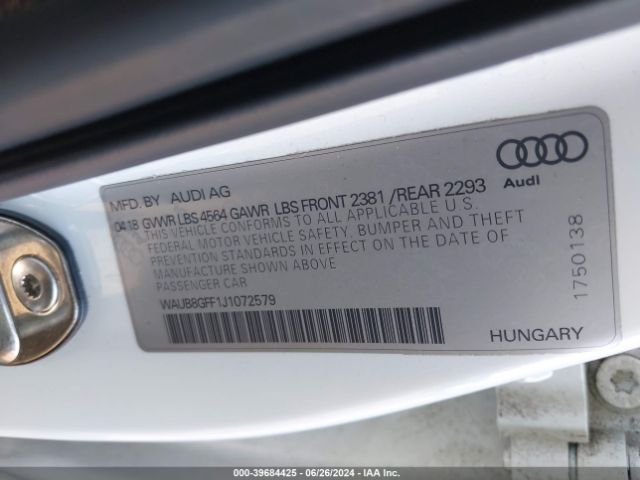 MFD. BY AUDI AG
04-18 GVWR LBS 4564 GAWR LBS FRONT 2381 /REAR 2293
THIS VEHICLE CONFORMS TO ALL APPLICABLE U.S.
FEDERAL MOTOR VEHICLE SAFETY, BUMPER AND THEFT
PREVENTION STANDARDS IN EFFECT ON THE DATE OF
MANUFACTURE SHOWN ABOVE
PASSENGER CAR
WAUB8GFF1J1072579
Audi
1750138
HUNGARY
000-39684425 - 06/26/2024 - IAA Inc.